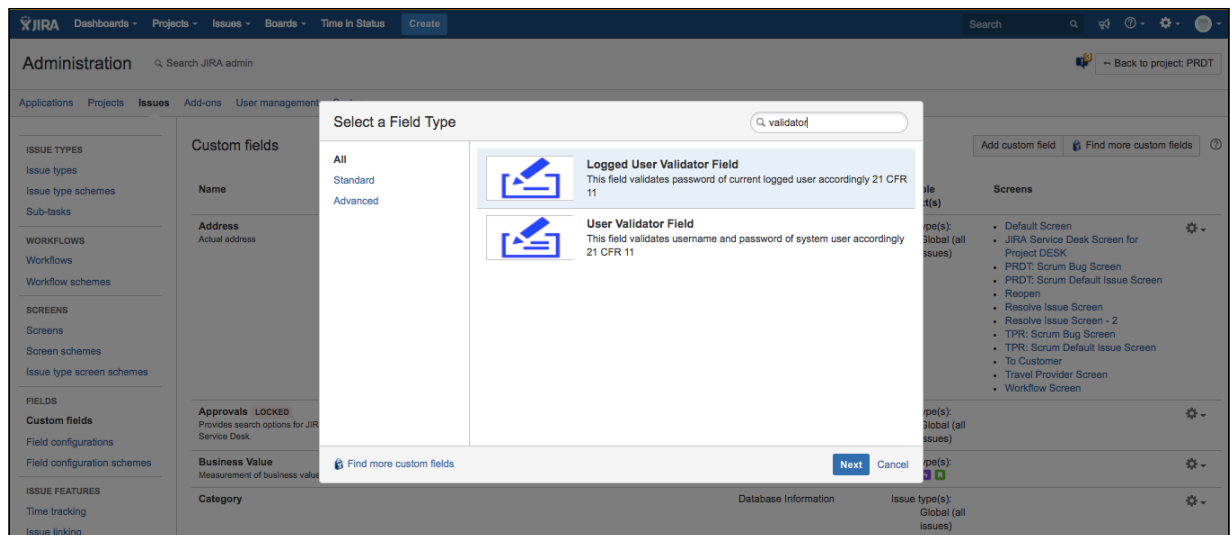 JIRA Dashboards Projects Issues Boards Time in Status Create Search
Administration Search JIRA admin Back to project: PRDT
Applications Projects Issues Add-ons User management
ISSUE TYPES
Issue types
Issue type schemes
Sub-tasks
WORKFLOWS
Workflows
Workflow schemes
SCREENS
Screens
Screen schemes
Issue type screen schemes
FIELDS
Custom fields
Field configurations
Field configuration schemes
ISSUE FEATURES
Time tracking
Issue linking
Custom fields
Add custom field Find more custom fields
Name
Screens
Address
Actual address
Global (all
Default Screen
JIRA Service Desk Screen for
Project DESK
PRDT: Scrum Bug Screen
PRDT: Scrum Default Issue Screen
Reopen
Resolve Issue Screen
Resolve Issue Screen - 2
TPR: Scrum Bug Screen
TPR: Scrum Default Issue Screen
To Customer
Travel Provider Screen
Workflow Screen
Approvals LOCKED
Provides search options for JIR
Service Desk.
Global (all
Business Value
Measurement of business value
Category
Database Information
Issue type(s):
Global (all
issues)
Select a Field Type
validator
All
Standard
Advanced
Logged User Validator Field
This field validates password of current logged user accordingly 21 CFR
11
User Validator Field
This field validates username and password of system user accordingly
21 CFR 11
Find more custom fields
Next Cancel